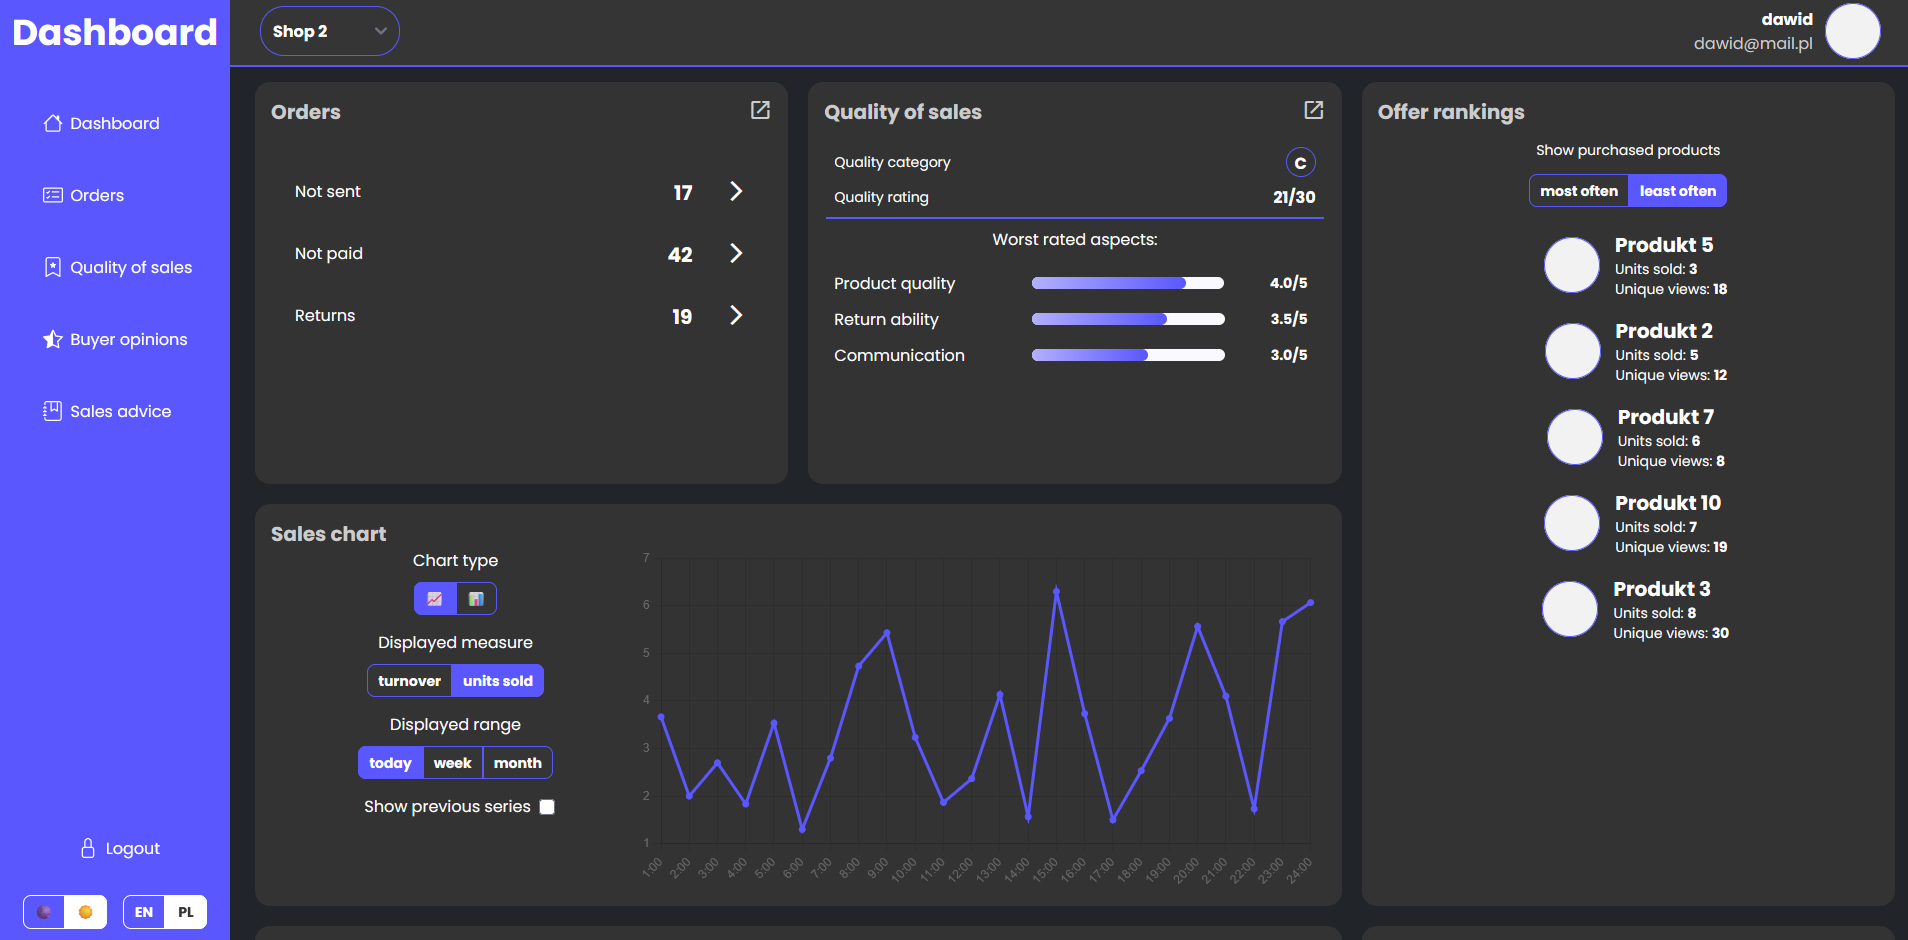 Dashboard
Dashboard
Orders
Quality of sales
Buyer opinions
Sales advice
Logout
EN PL
Shop 2
dawid
dawid@mail.pl
Orders
Not sent 17
Not paid 42
Returns 19
Quality of sales
Quality category C
Quality rating 21/30
Worst rated aspects:
Product quality 4.0/5
Return ability 3.5/5
Communication 3.0/5
Offer rankings
Show purchased products
most often least often
Produkt 5
Units sold: 3
Unique views: 18
Produkt 2
Units sold: 5
Unique views: 12
Produkt 7
Units sold: 6
Unique views: 8
Produkt 10
Units sold: 7
Unique views: 19
Produkt 3
Units sold: 8
Unique views: 30
Sales chart
Chart type
Displayed measure
turnover units sold
Displayed range
today week month
Show previous series
7
6
5
4
3
2
1
1:00 2:00 3:00 4:00 5:00 6:00 7:00 8:00 9:00 10:00 11:00 12:00 13:00 14:00 15:00 16:00 17:00 18:00 19:00 20:00 21:00 22:00 23:00 24:00